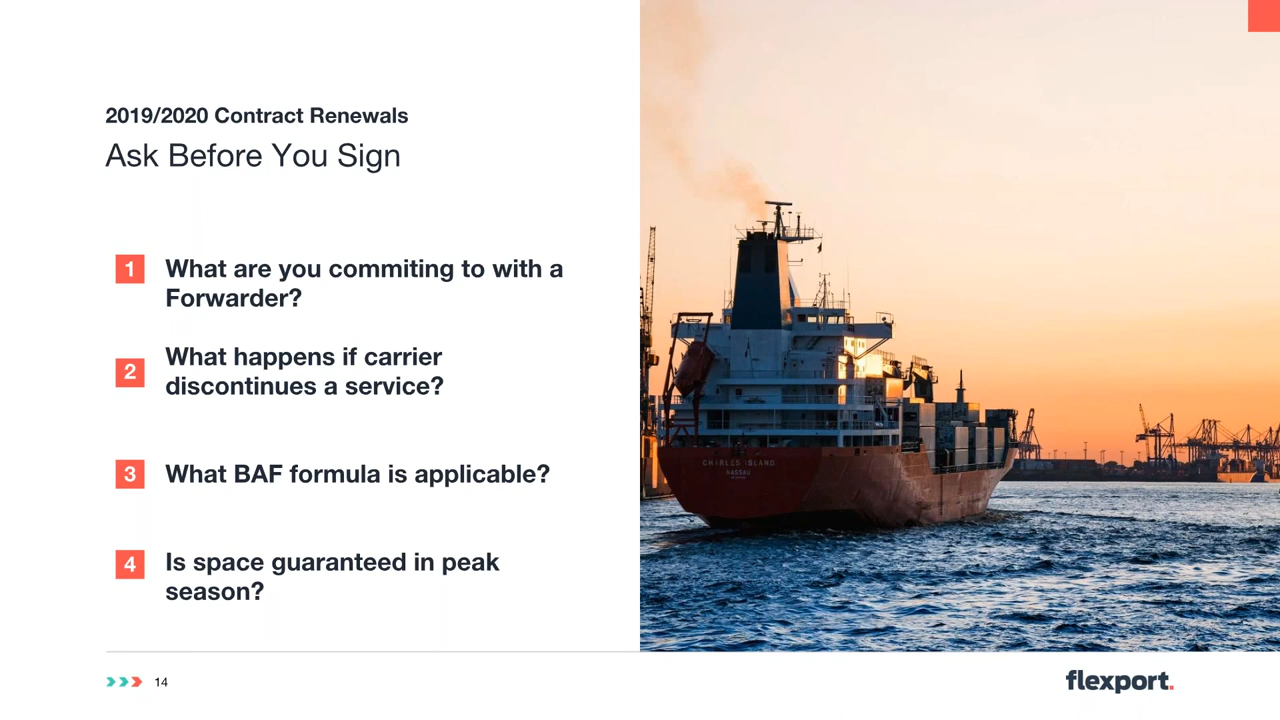 2019/2020 Contract Renewals
Ask Before You Sign
1 What are you commiting to with a
Forwarder?
2 What happens if carrier
discontinues a service?
3 What BAF formula is applicable?
4 Is space guaranteed in peak
season?
CHARLES ISLAND
NASSAU
14
flexport.